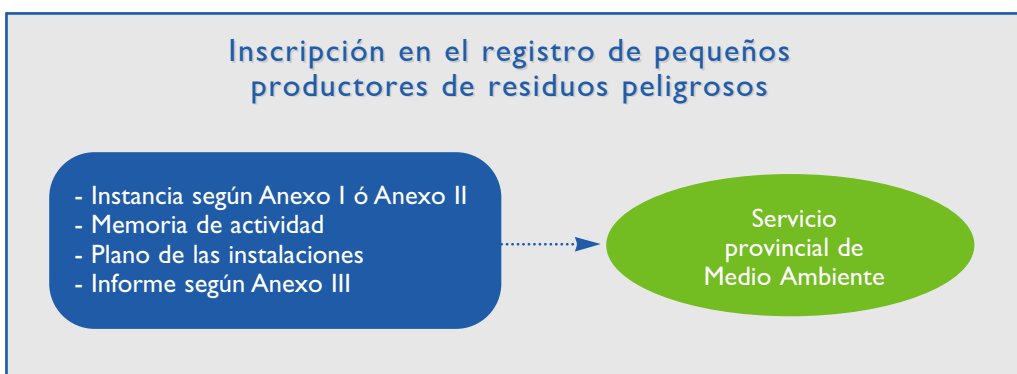 Inscripción en el registro de pequeños
productores de residuos peligrosos
- Instancia según Anexo I ó Anexo II
- Memoria de actividad
- Plano de las instalaciones
- Informe según Anexo III
Servicio
provincial de
Medio Ambiente